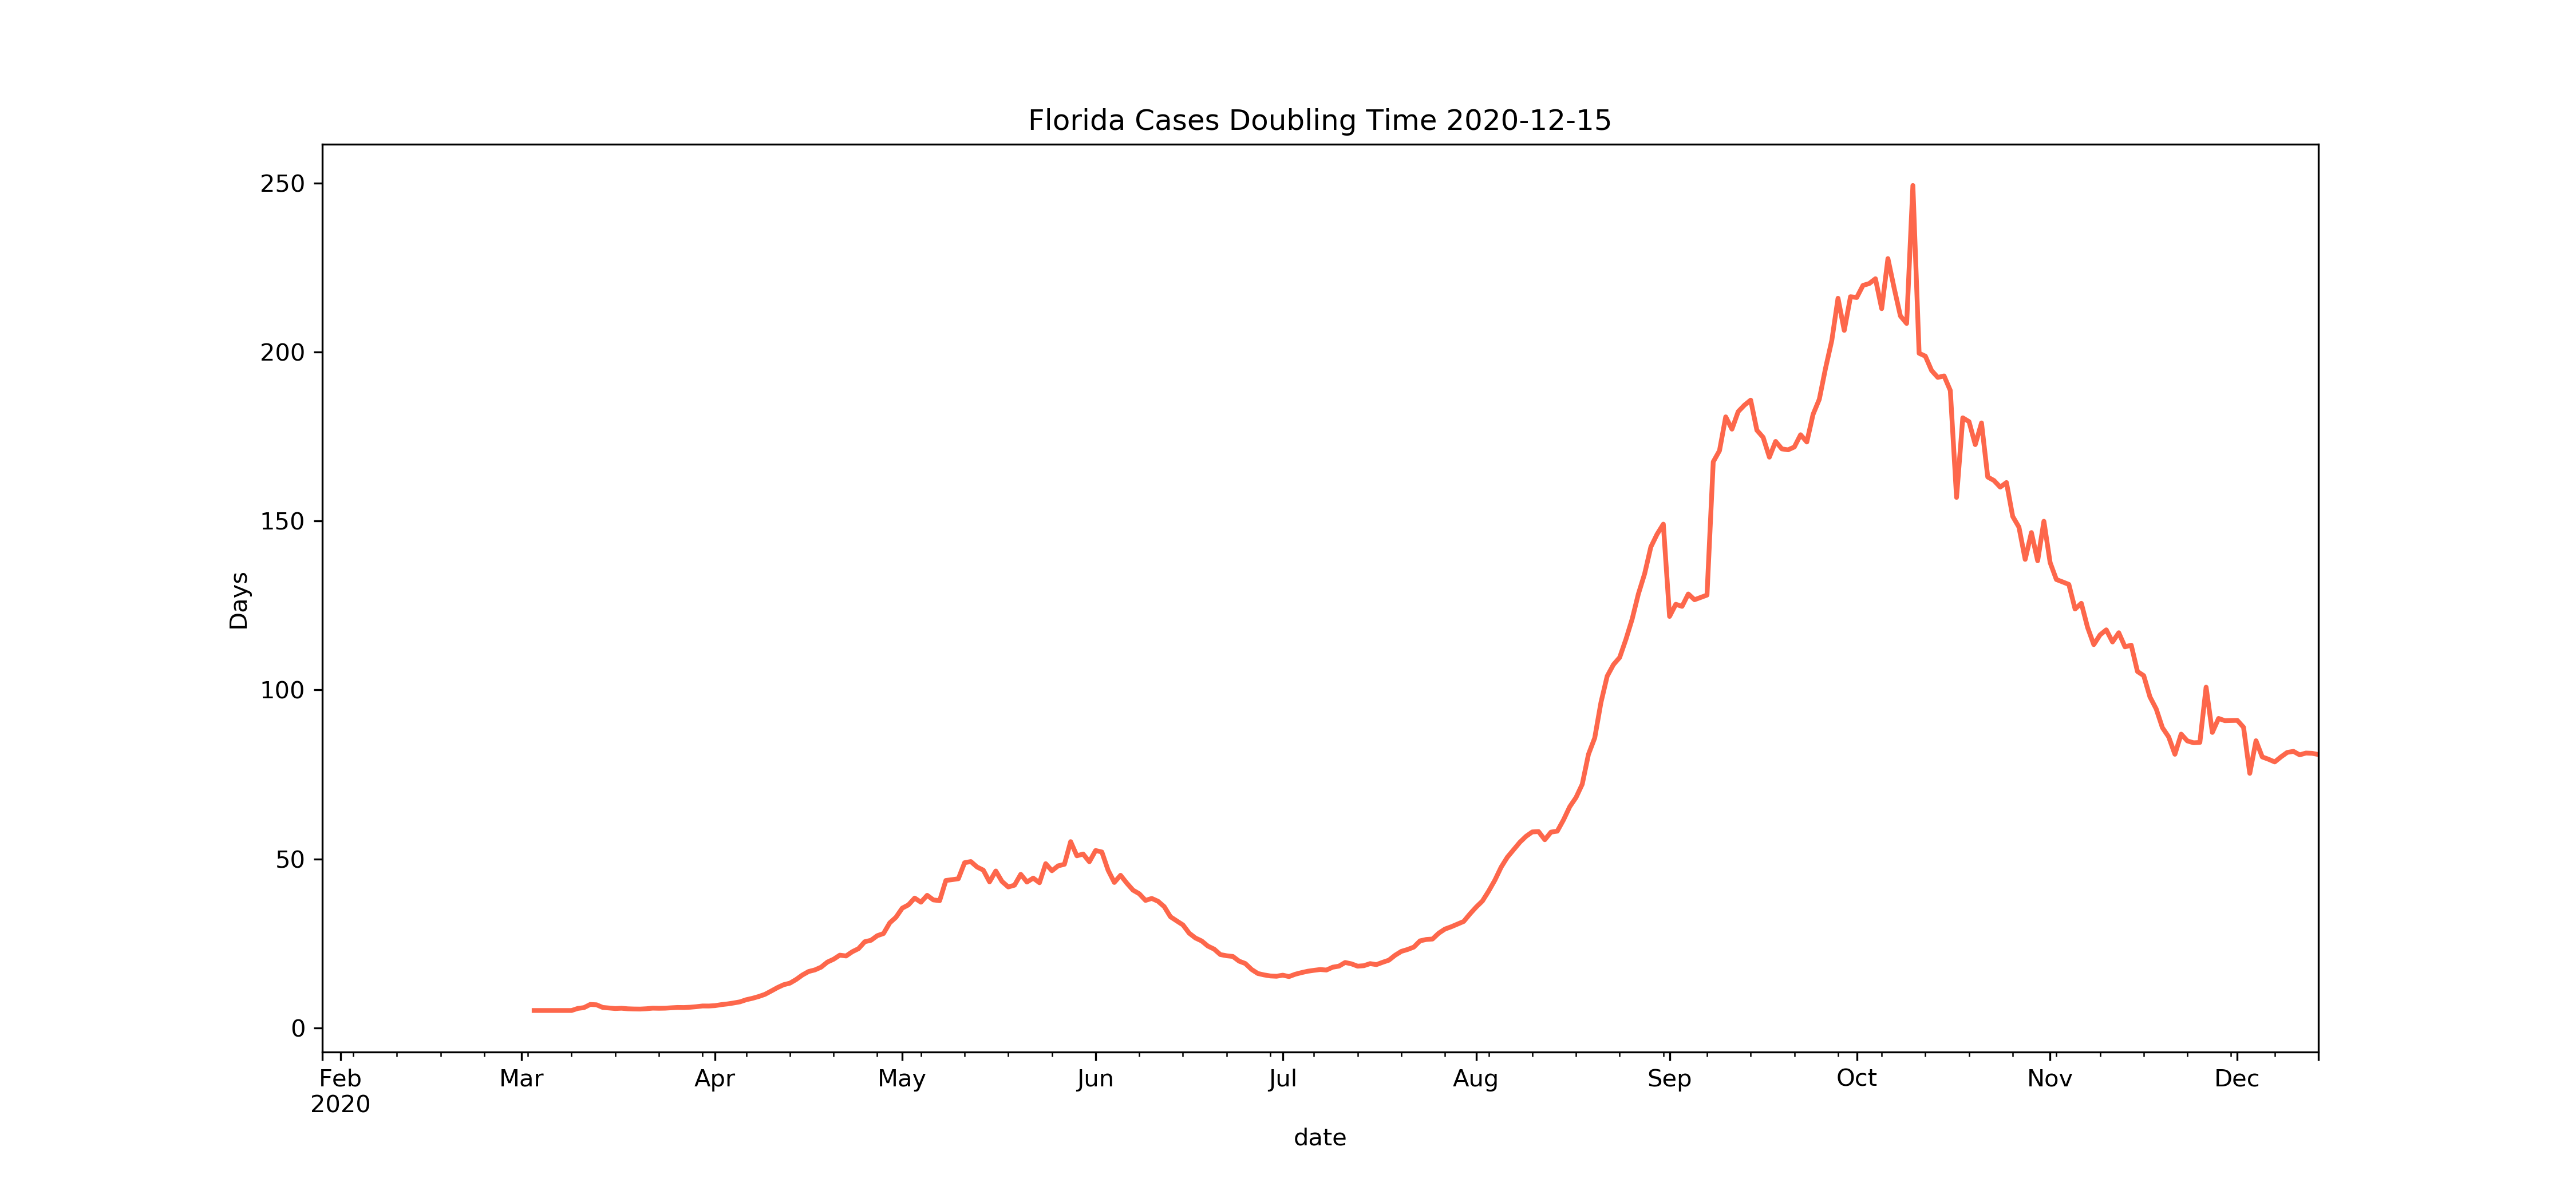 Florida Cases Doubling Time 2020-12-15
250
200
150
100
50
0
Days
Feb Mar Apr May Jun Jul Aug Sep Oct Nov Dec
2020
date